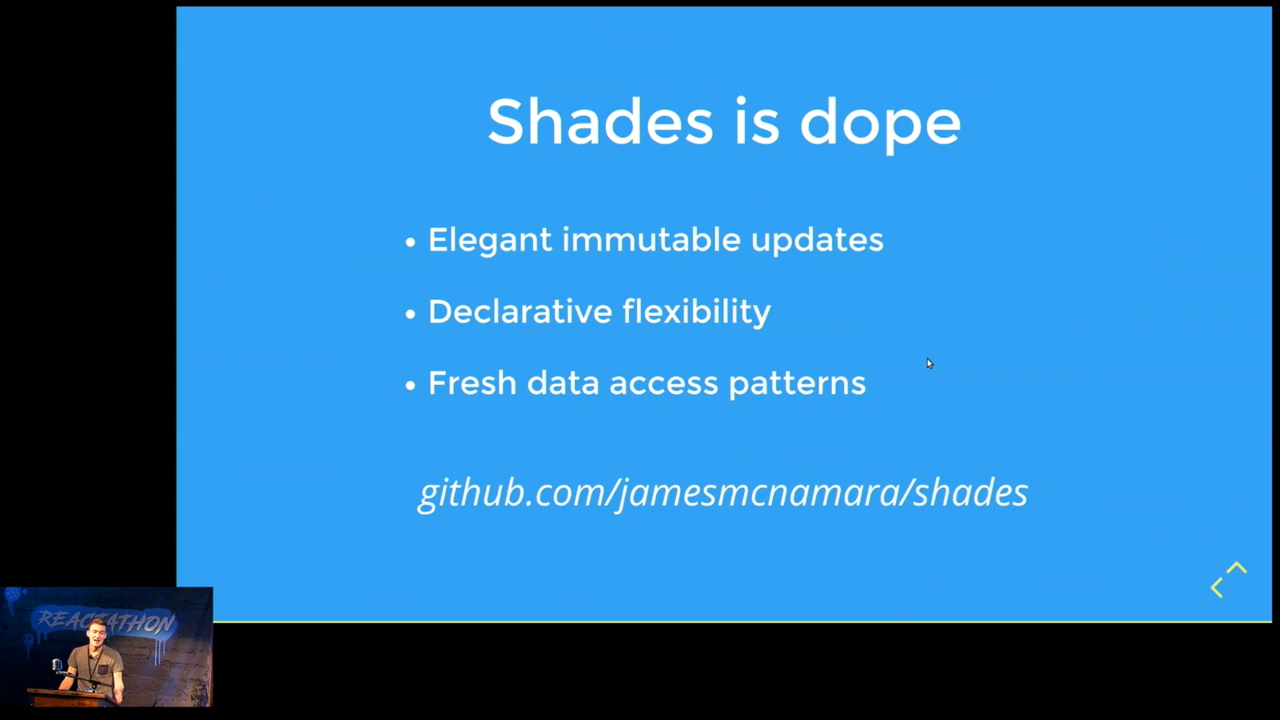 Shades is dope
• Elegant immutable updates
• Declarative flexibility
• Fresh data access patterns
github.com/jamesmcnamara/shades
REACTATHON